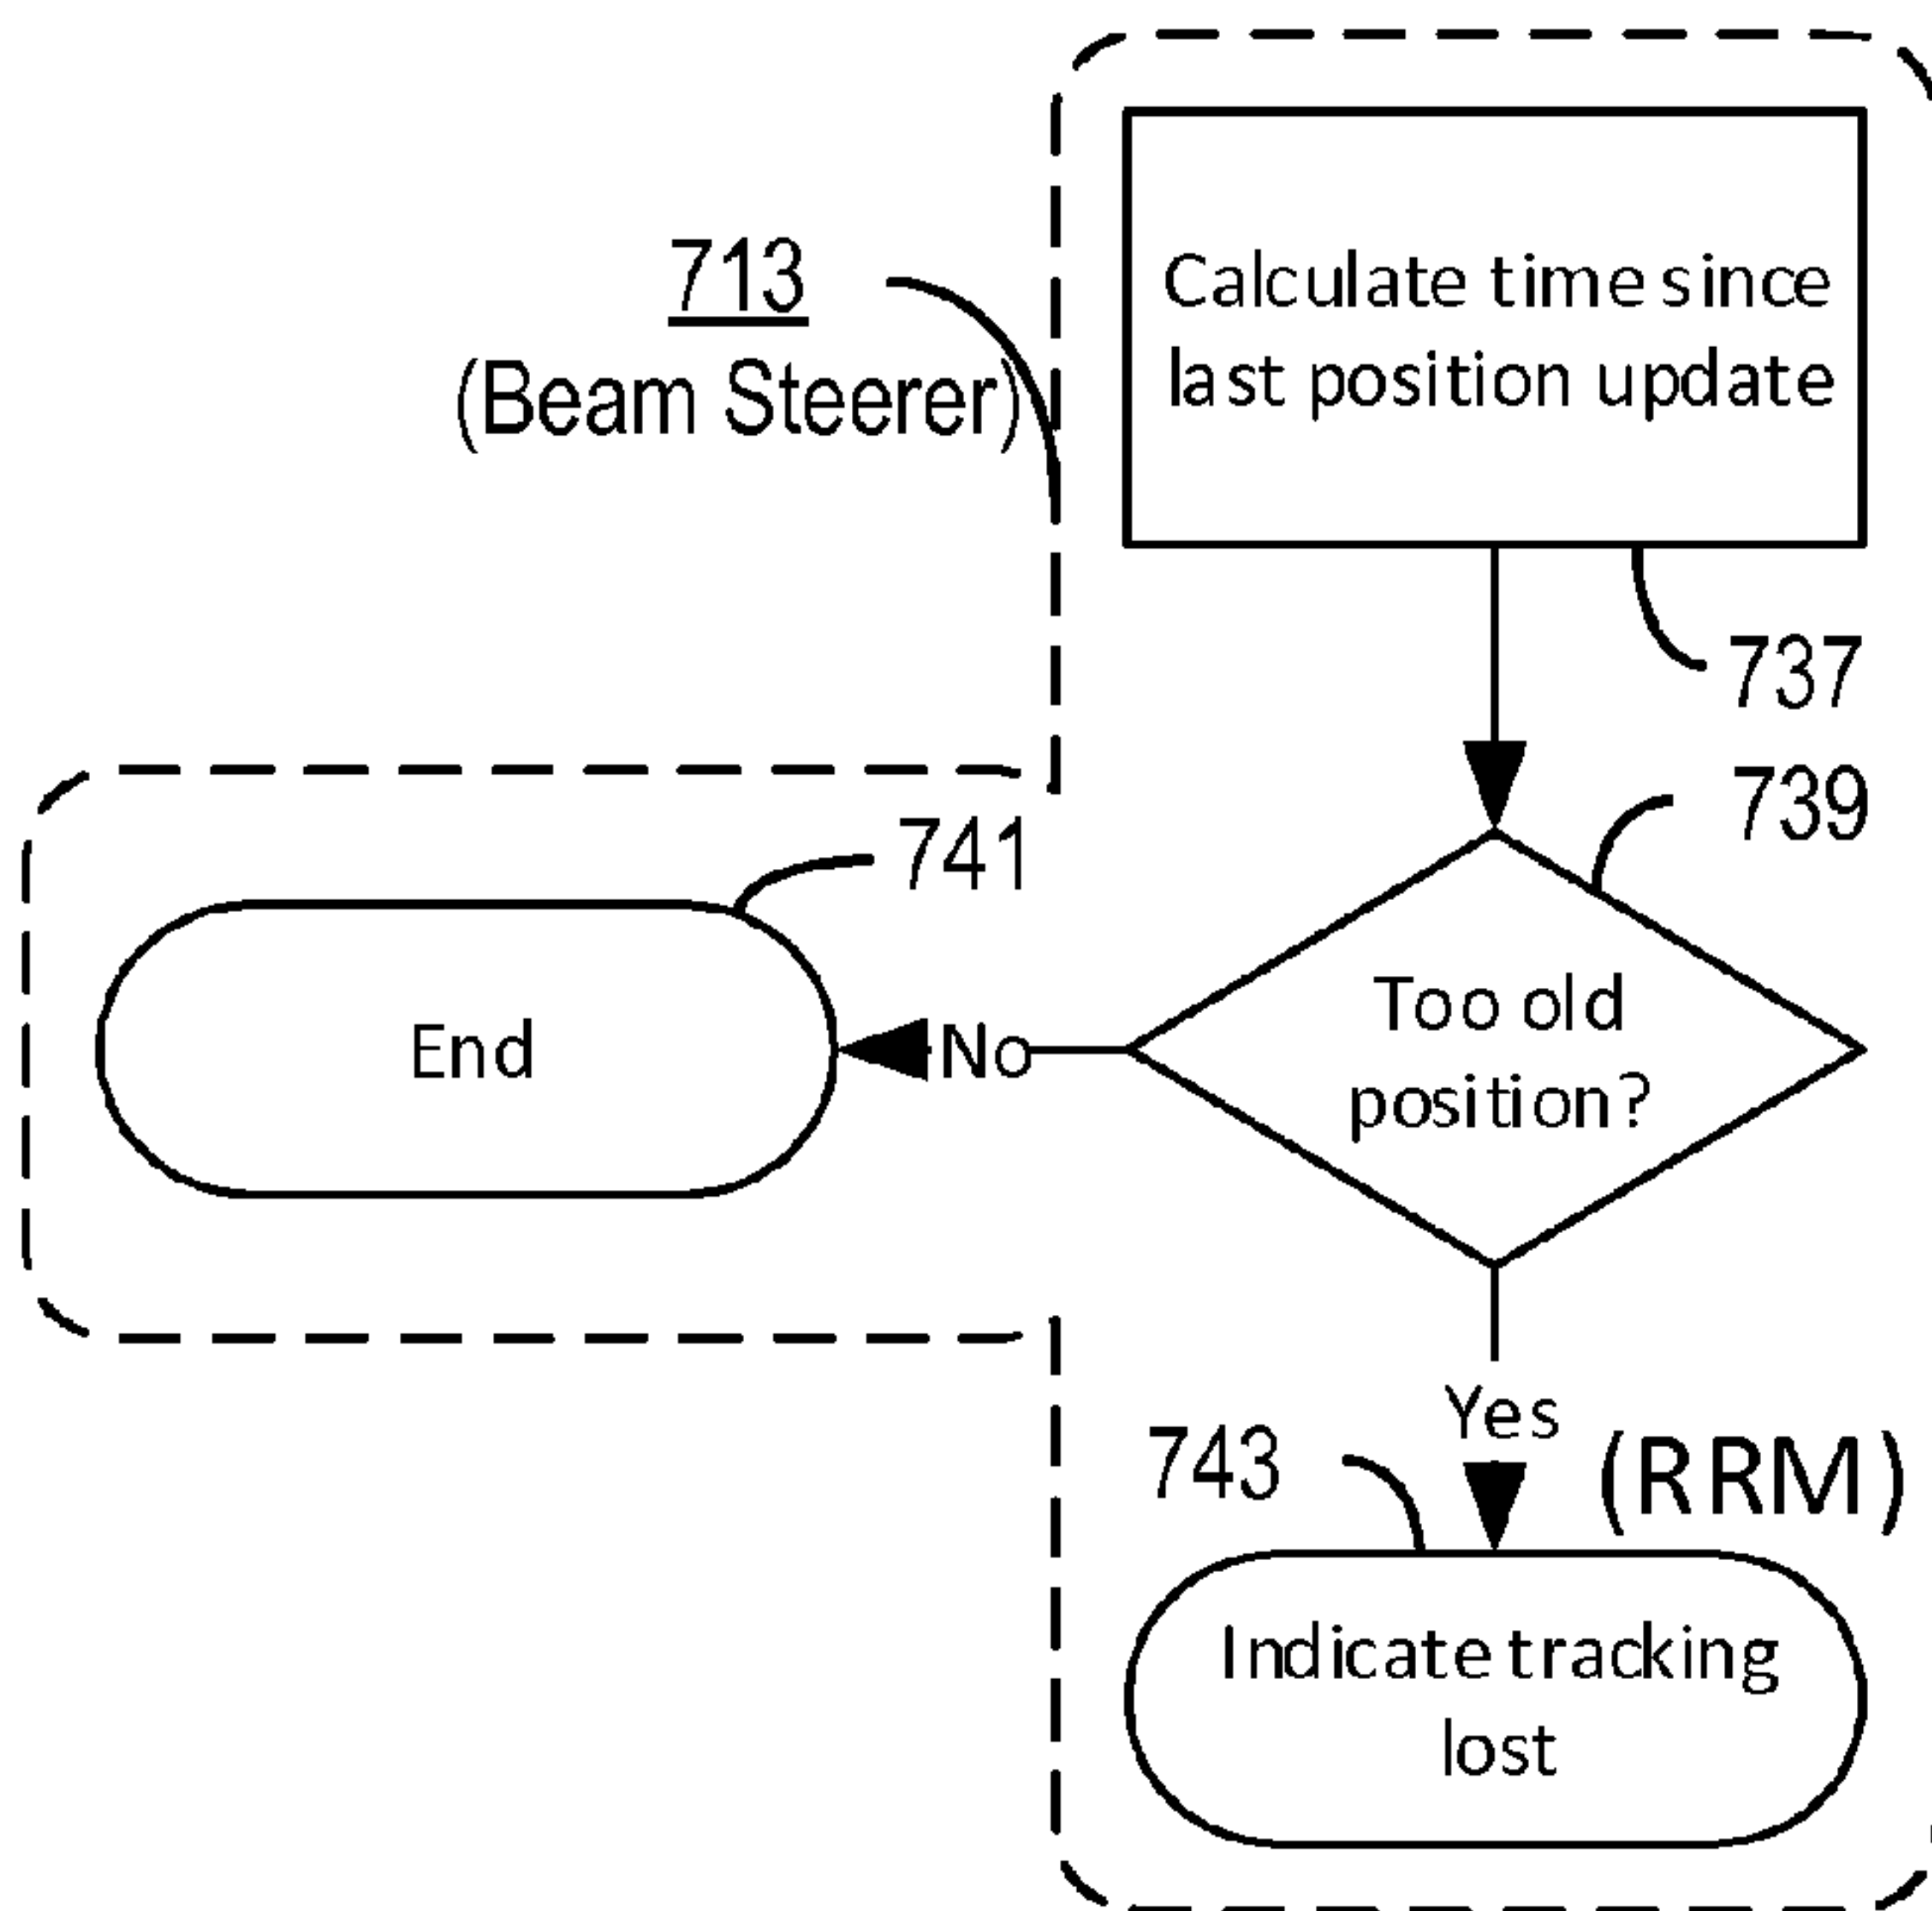 713
(Beam Steerer)
Calculate time since
last position update
737
739
741
Too old
position?
End
No
Yes
743
(RRM)
Indicate tracking
lost